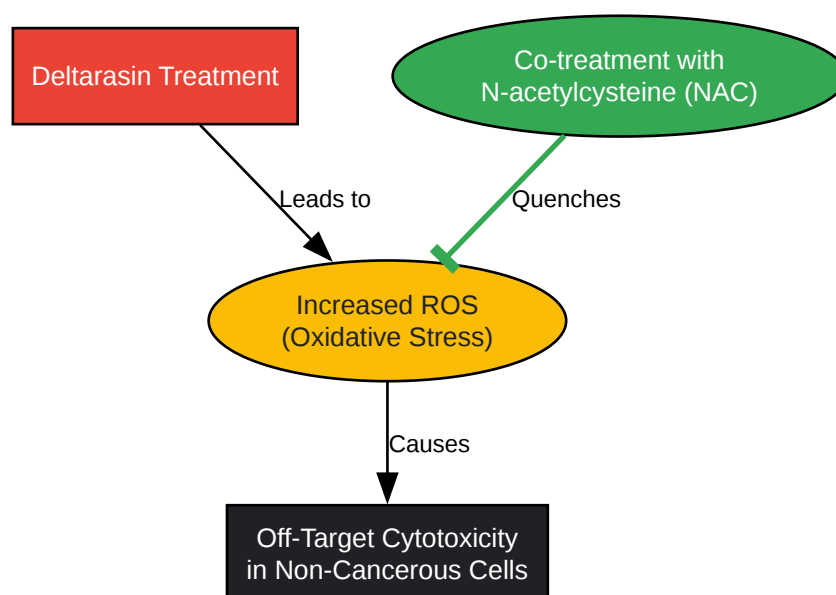 Deltarasin Treatment
Co-treatment with
N-acetylcysteine (NAC)
Leads to
Quenches
Increased ROS
(Oxidative Stress)
Causes
Off-Target Cytotoxicity
in Non-Cancerous Cells